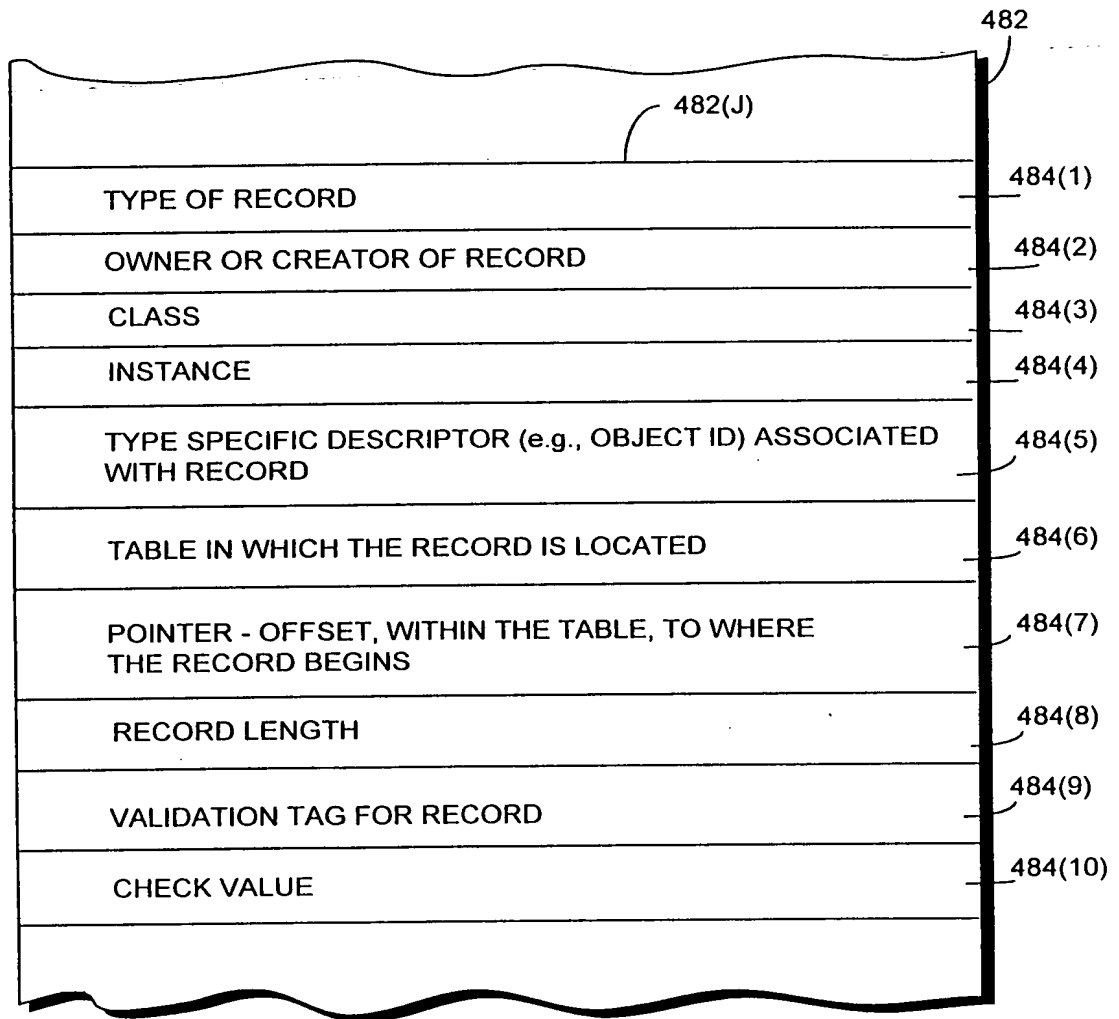 482
482(J)
TYPE OF RECORD
484(1)
OWNER OR CREATOR OF RECORD
484(2)
CLASS
484(3)
INSTANCE
484(4)
TYPE SPECIFIC DESCRIPTOR (e.g., OBJECT ID) ASSOCIATED
WITH RECORD
484(5)
TABLE IN WHICH THE RECORD IS LOCATED
484(6)
POINTER - OFFSET, WITHIN THE TABLE, TO WHERE
THE RECORD BEGINS
484(7)
RECORD LENGTH
484(8)
VALIDATION TAG FOR RECORD
484(9)
CHECK VALUE
484(10)